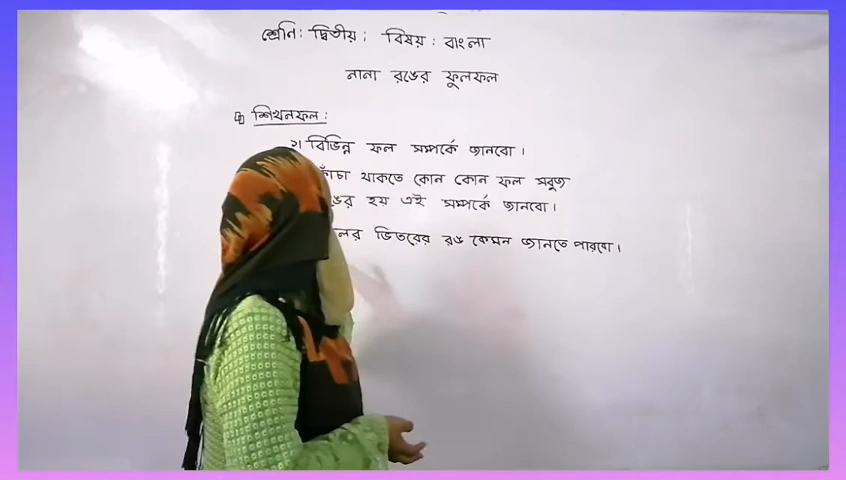 শ্রেনি: দ্বিতীয়; বিষয়: বাংলা
নানা রঙের ফুলফল
শিখনফল:
১। বিভিন্ন ফল সম্পর্কে জানবো।
থাকতে কোন কোন ফল সবুজ
হয় এই সম্পর্কে জানবো।
ভিতরের রঙ কেমন জানতে পারবো।